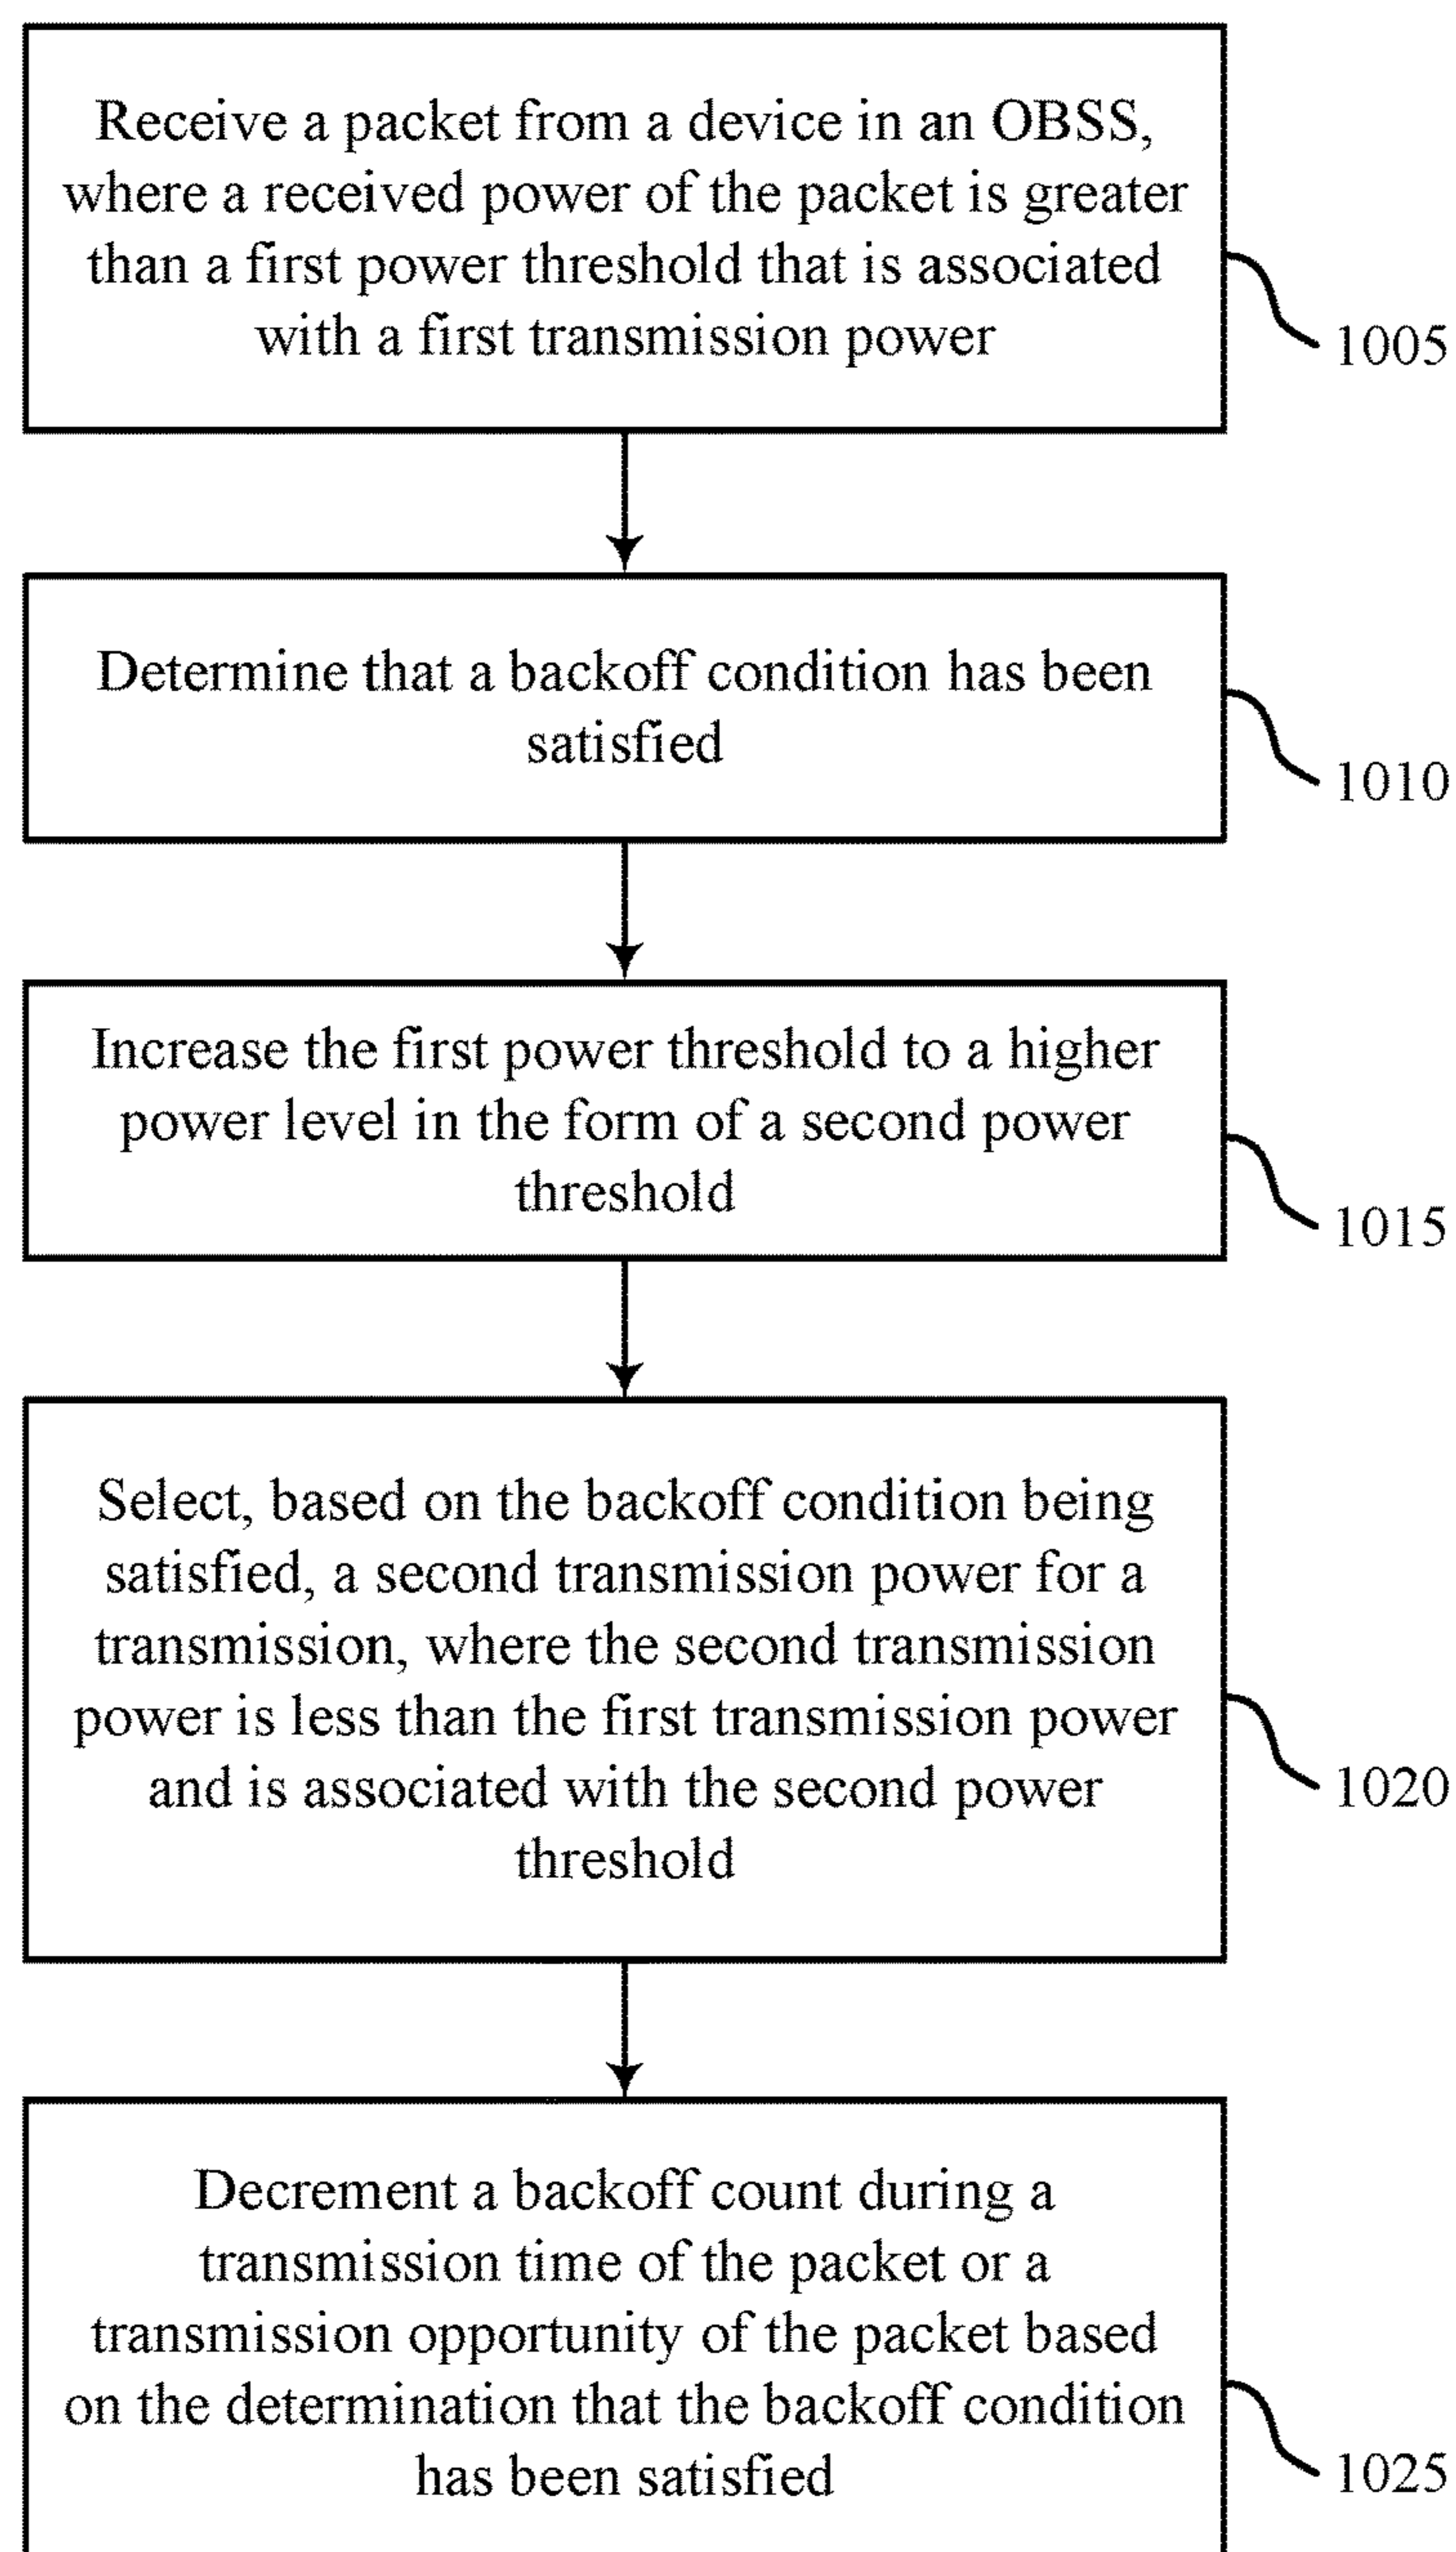 Receive a packet from a device in an OBSS,
where a received power of the packet is greater
than a first power threshold that is associated
with a first transmission power
1005
Determine that a backoff condition has been
satisfied
1010
Increase the first power threshold to a higher
power level in the form of a second power
threshold
1015
Select, based on the backoff condition being
satisfied, a second transmission power for a
transmission, where the second transmission
power is less than the first transmission power
and is associated with the second power
threshold
1020
Decrement a backoff count during a
transmission time of the packet or a
transmission opportunity of the packet based
on the determination that the backoff condition
has been satisfied
1025